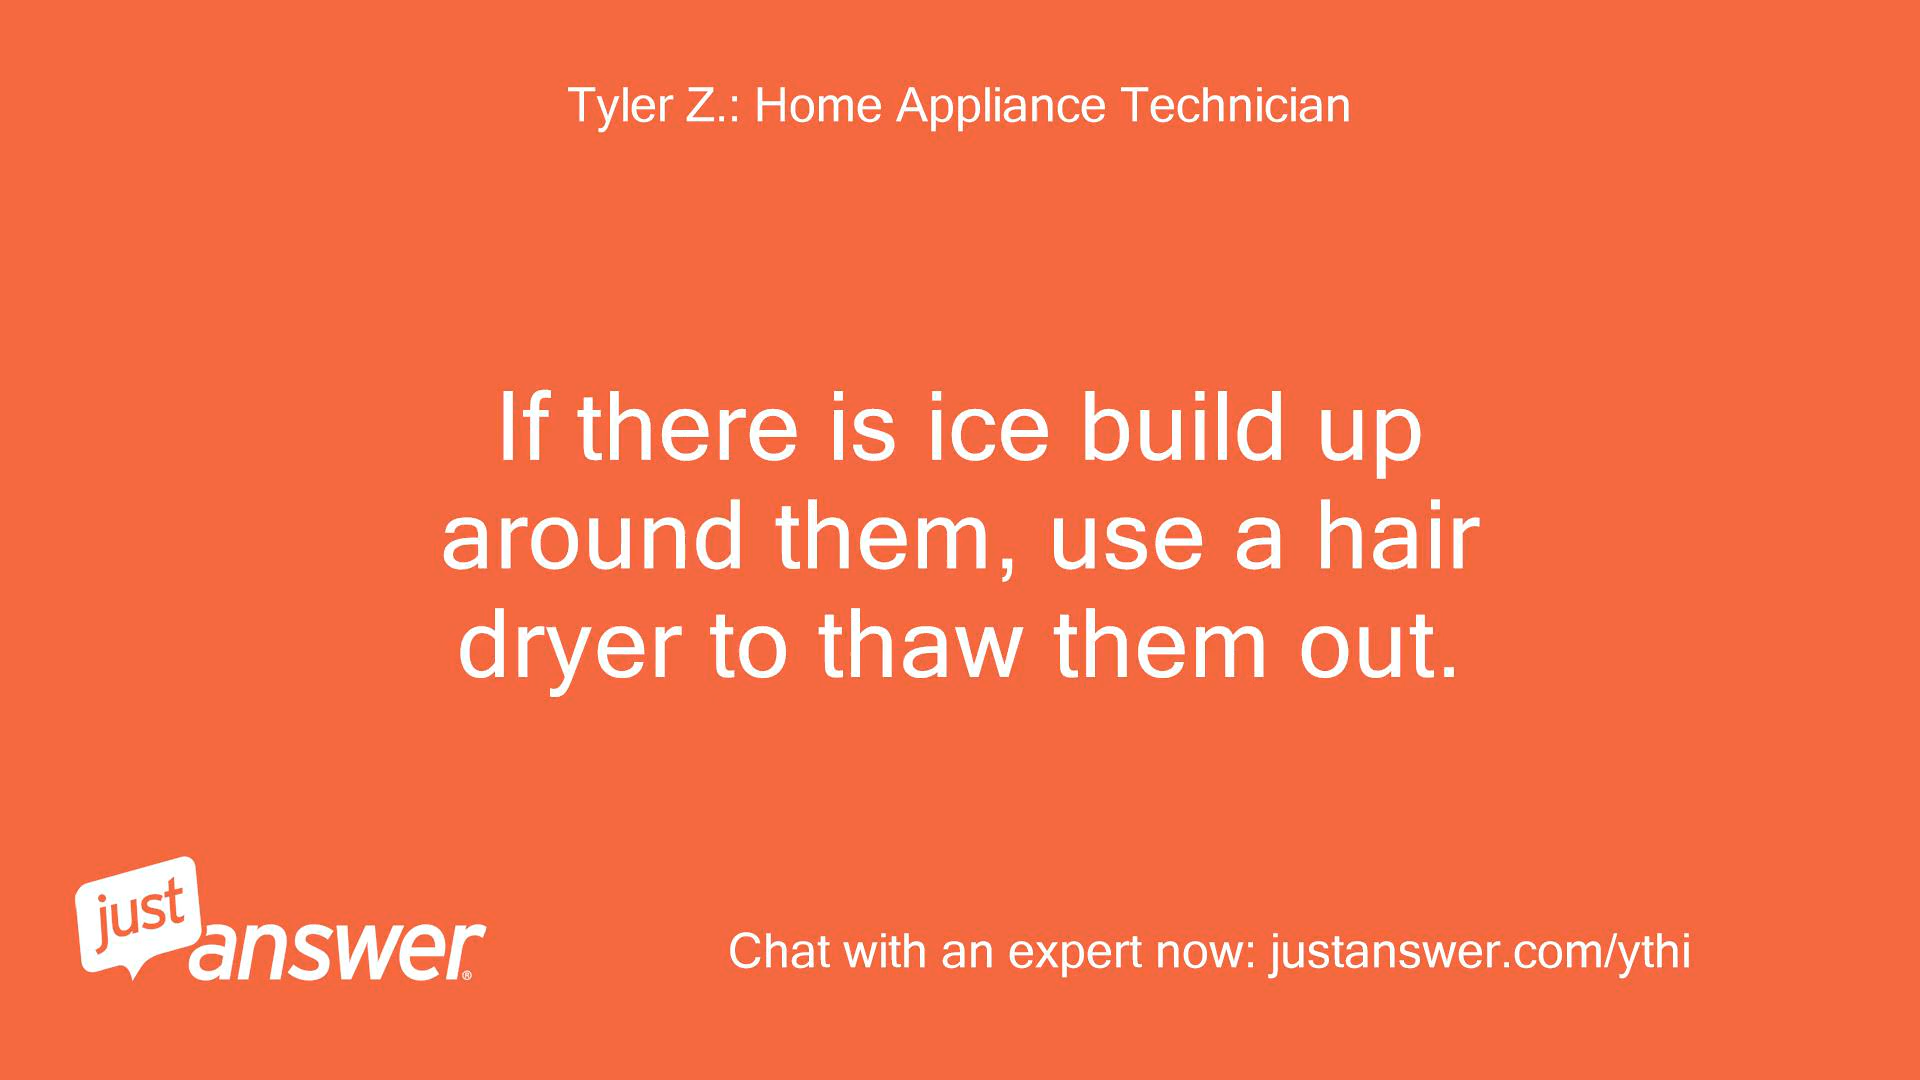 Tyler Z.: Home Appliance Technician
If there is ice build up
around them, use a hair
dryer to thaw them out.
just
answer®
Chat with an expert now: justanswer.com/ythi